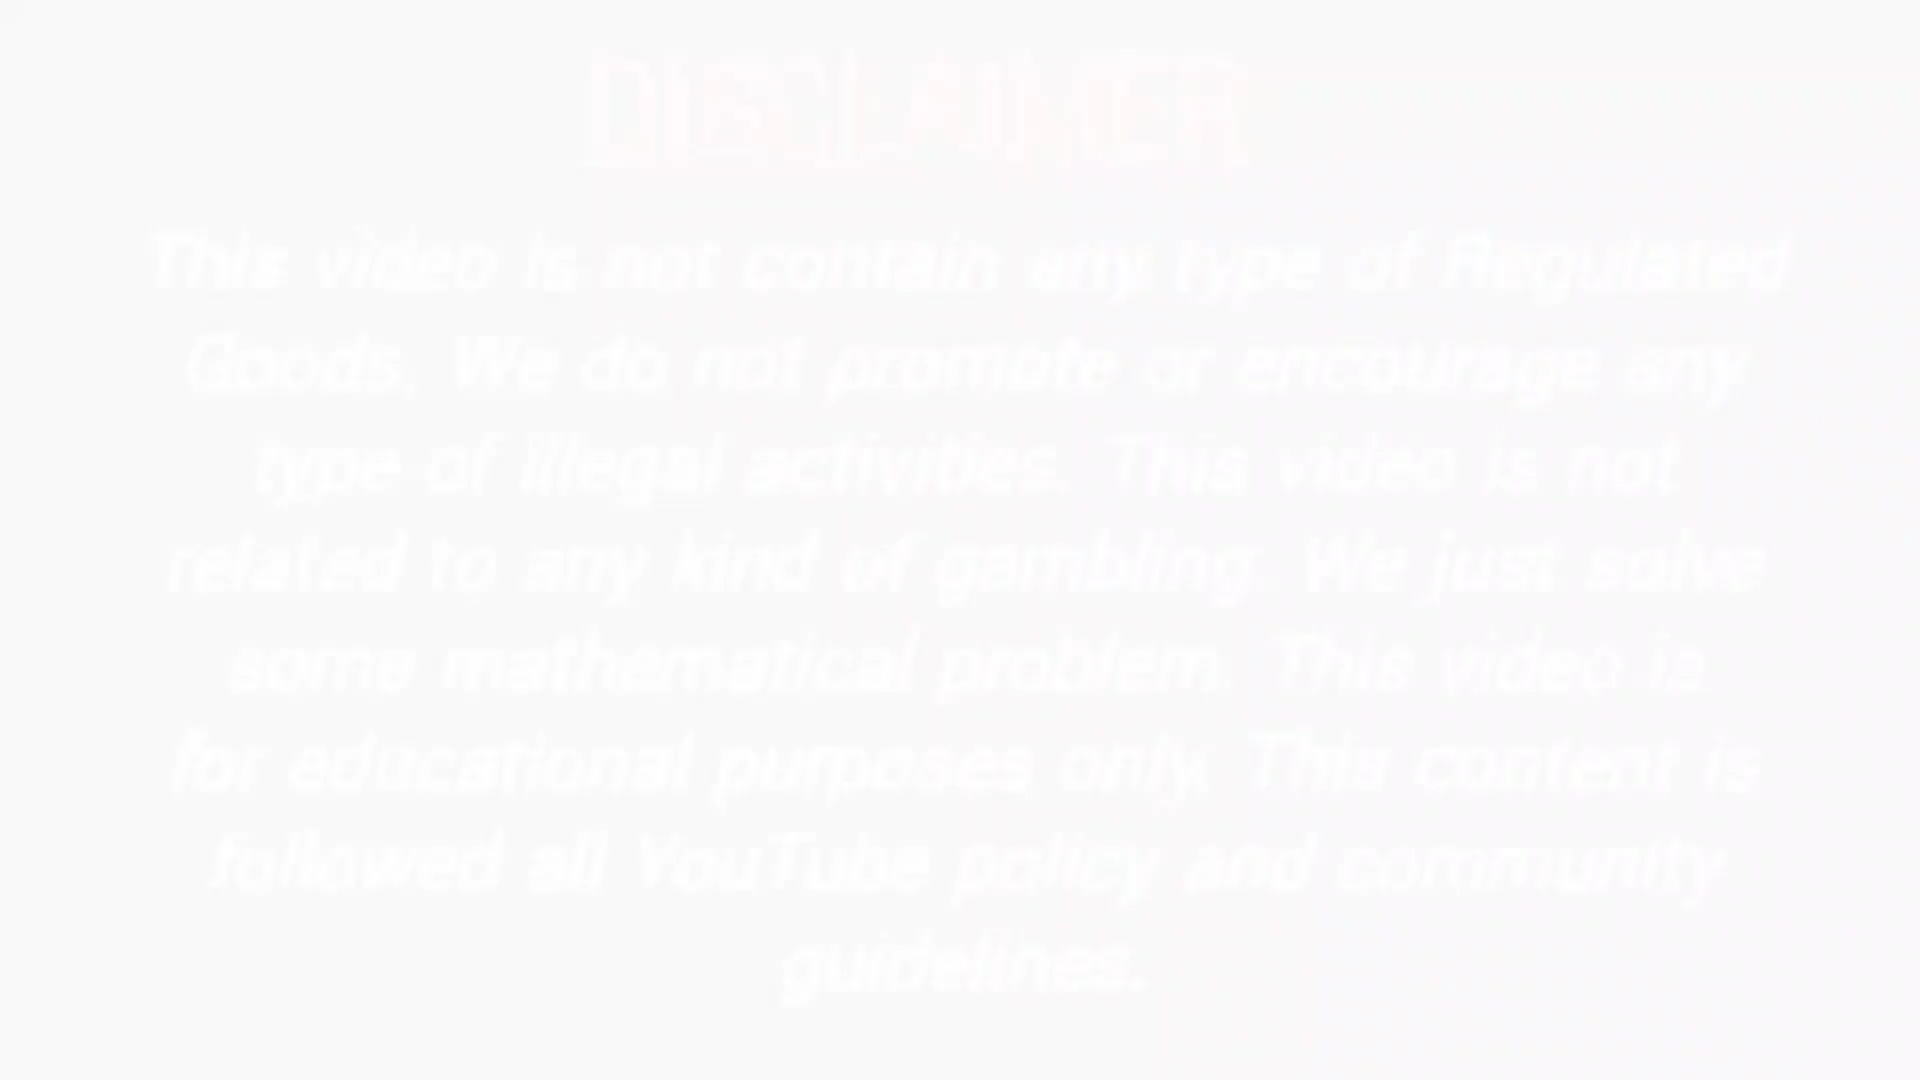 DISCLAIMER
This video is not contain any type of Regulated
Goods. We do not promote or encourage any
type of illegal activities. This video is not
related to any kind of gambling. We just solve
some mathematical problem. This video is
for educational purposes only. This content is
followed all YouTube policy and community
guidelines.